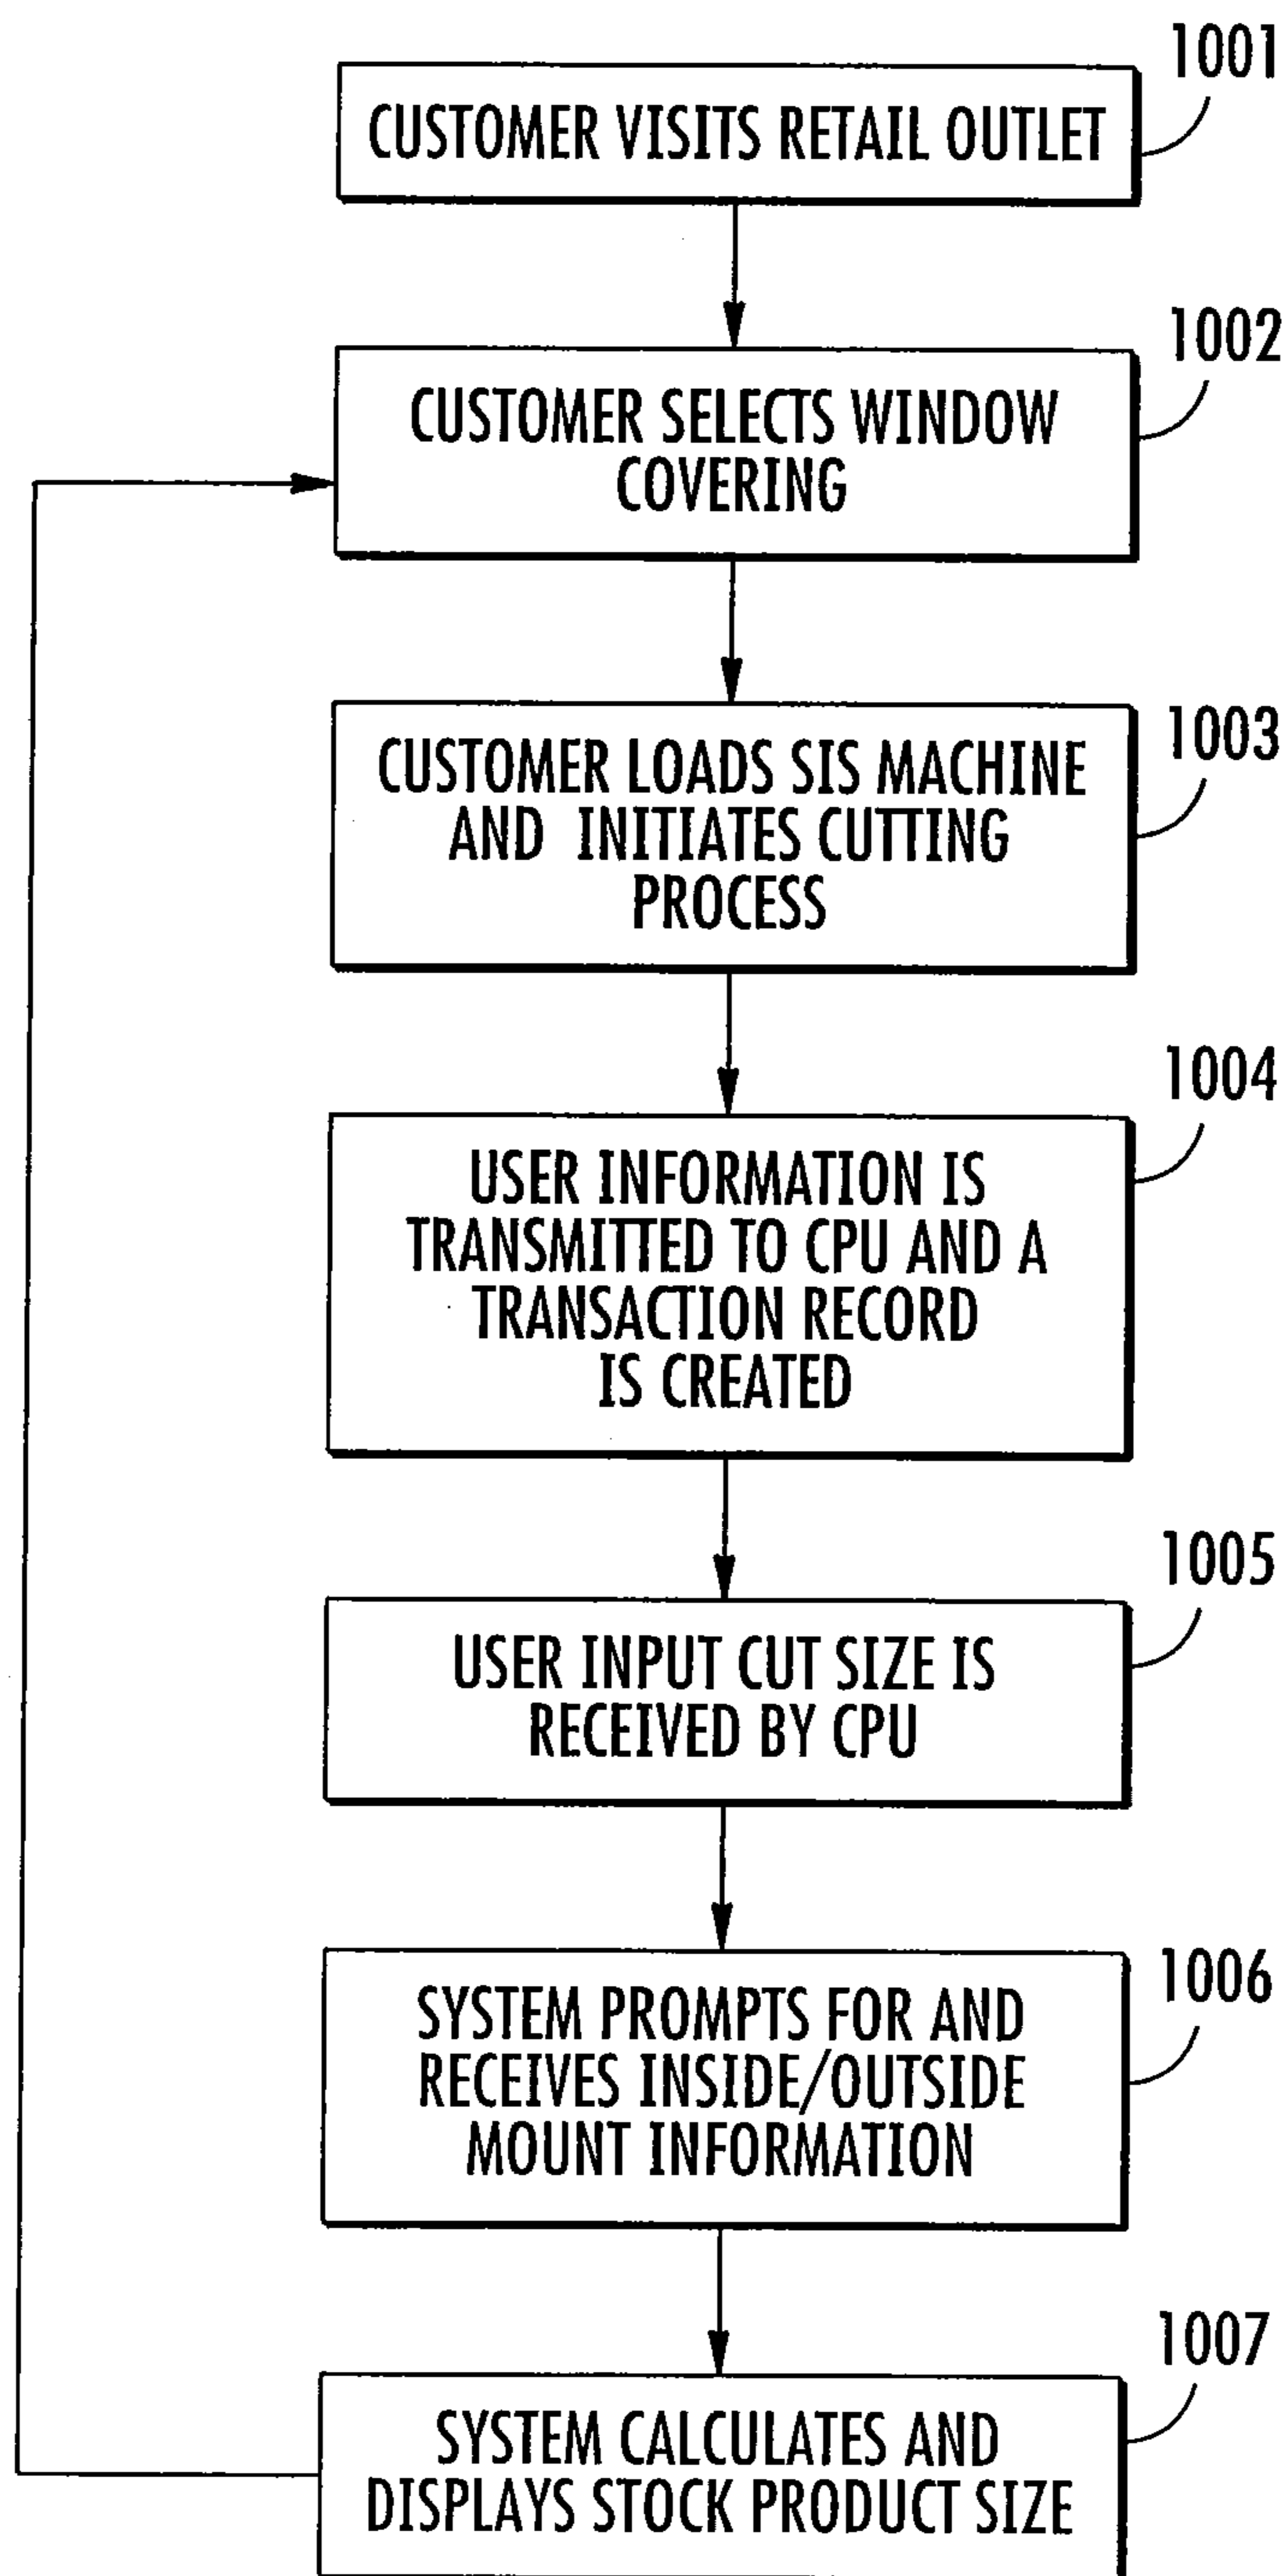 1001
CUSTOMER VISITS RETAIL OUTLET
1002
CUSTOMER SELECTS WINDOW
COVERING
1003
CUSTOMER LOADS SIS MACHINE
AND INITIATES CUTTING
PROCESS
1004
USER INFORMATION IS
TRANSMITTED TO CPU AND A
TRANSACTION RECORD
IS CREATED
1005
USER INPUT CUT SIZE IS
RECEIVED BY CPU
1006
SYSTEM PROMPTS FOR AND
RECEIVES INSIDE/OUTSIDE
MOUNT INFORMATION
1007
SYSTEM CALCULATES AND
DISPLAYS STOCK PRODUCT SIZE